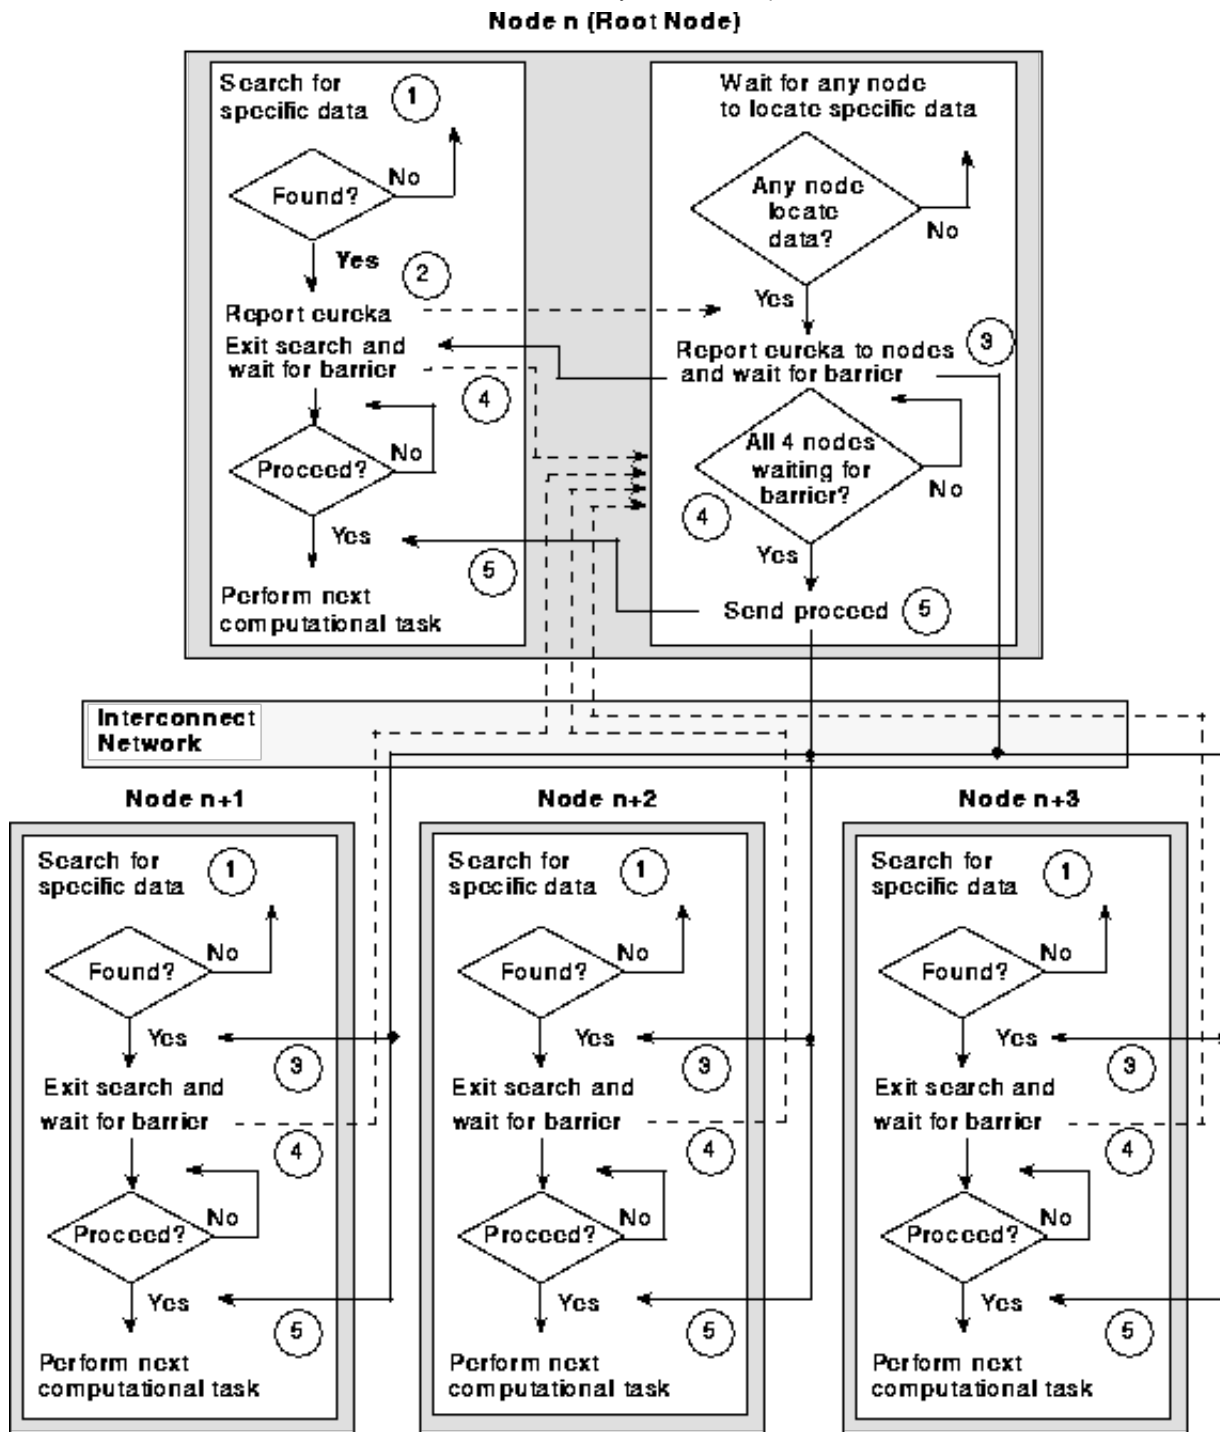 Node n (Root Node)
Search for
specific data
1
Found?
No
Yes
2
Report eureka
Exit search and
wait for barrier
4
Proceed?
No
Yes
5
Perform next
computational task
Wait for any node
to locate specific data
Any node
locate
data?
No
Yes
Report eureka to nodes
and wait for barrier
3
All 4 nodes
waiting for
barrier?
No
4
Yes
Send proceed
5
Interconnect
Network
Node n+1
Search for
specific data
1
Found?
No
Yes
3
Exit search and
wait for barrier
4
Proceed?
No
Yes
5
Perform next
computational task
Node n+2
Search for
specific data
1
Found?
No
Yes
3
Exit search and
wait for barrier
4
Proceed?
No
Yes
5
Perform next
computational task
Node n+3
Search for
specific data
1
Found?
No
Yes
3
Exit search and
wait for barrier
4
Proceed?
No
Yes
5
Perform next
computational task